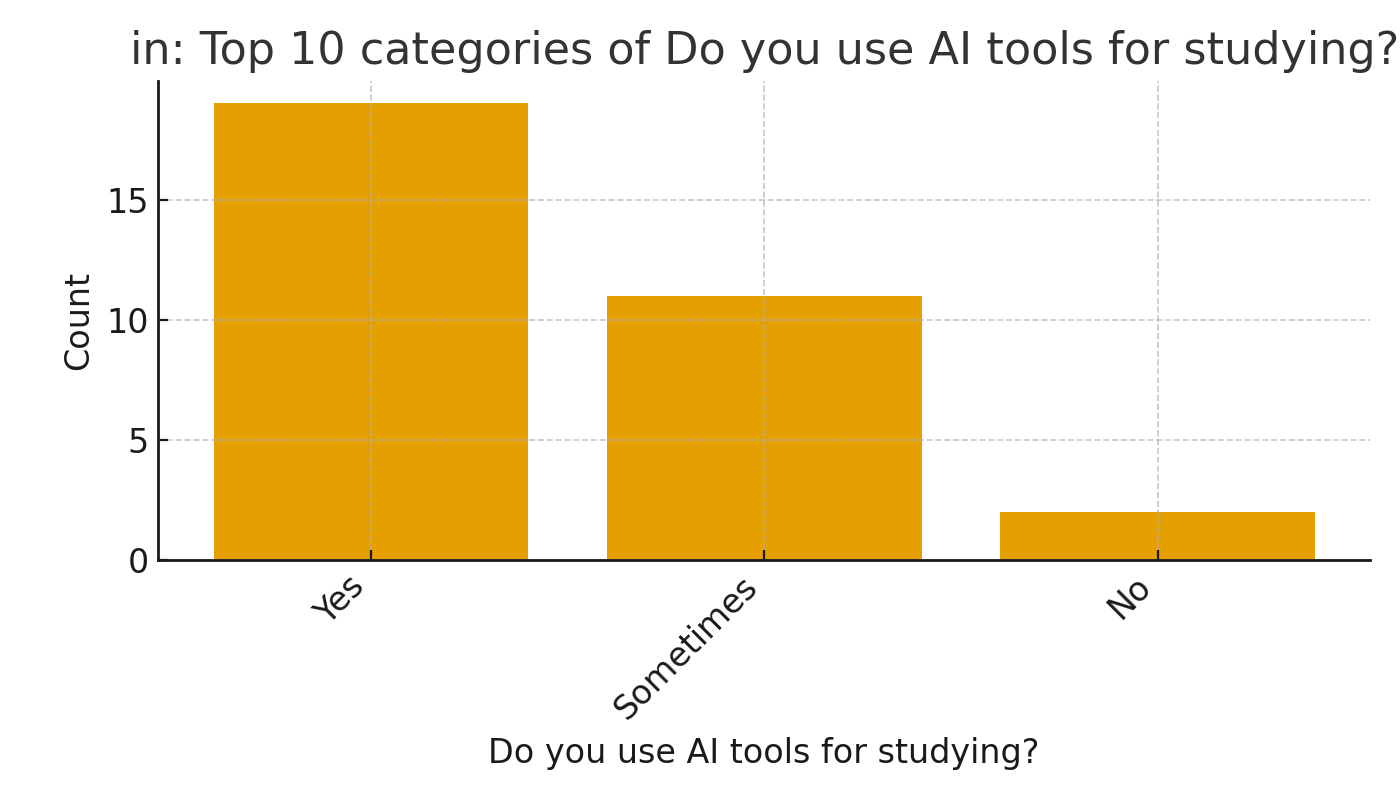 in: Top 10 categories of Do you use AI tools for studying?
15
10
5
0
Count
Yes
Sometimes
No
Do you use AI tools for studying?